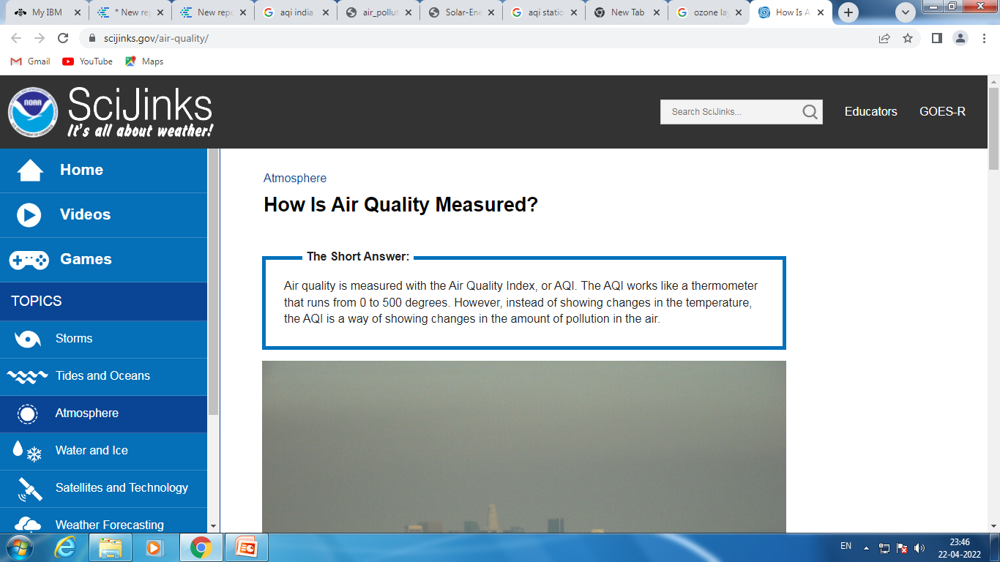 My IBM
* New rep
New repo
aqi india
air_pollut
Solar-Ene
aqi static
New Tab
ozone lay
How Is A
scijinks.gov/air-quality/
Gmail
YouTube
Maps
NOAA
SciJinks
It's all about weather!
Search SciJinks...
Educators
GOES-R
Home
Videos
Games
TOPICS
Storms
Tides and Oceans
Atmosphere
Water and Ice
Satellites and Technology
Weather Forecasting
Atmosphere
How Is Air Quality Measured?
The Short Answer:
Air quality is measured with the Air Quality Index, or AQI. The AQI works like a thermometer
that runs from 0 to 500 degrees. However, instead of showing changes in the temperature,
the AQI is a way of showing changes in the amount of pollution in the air.
EN
23:46
22-04-2022